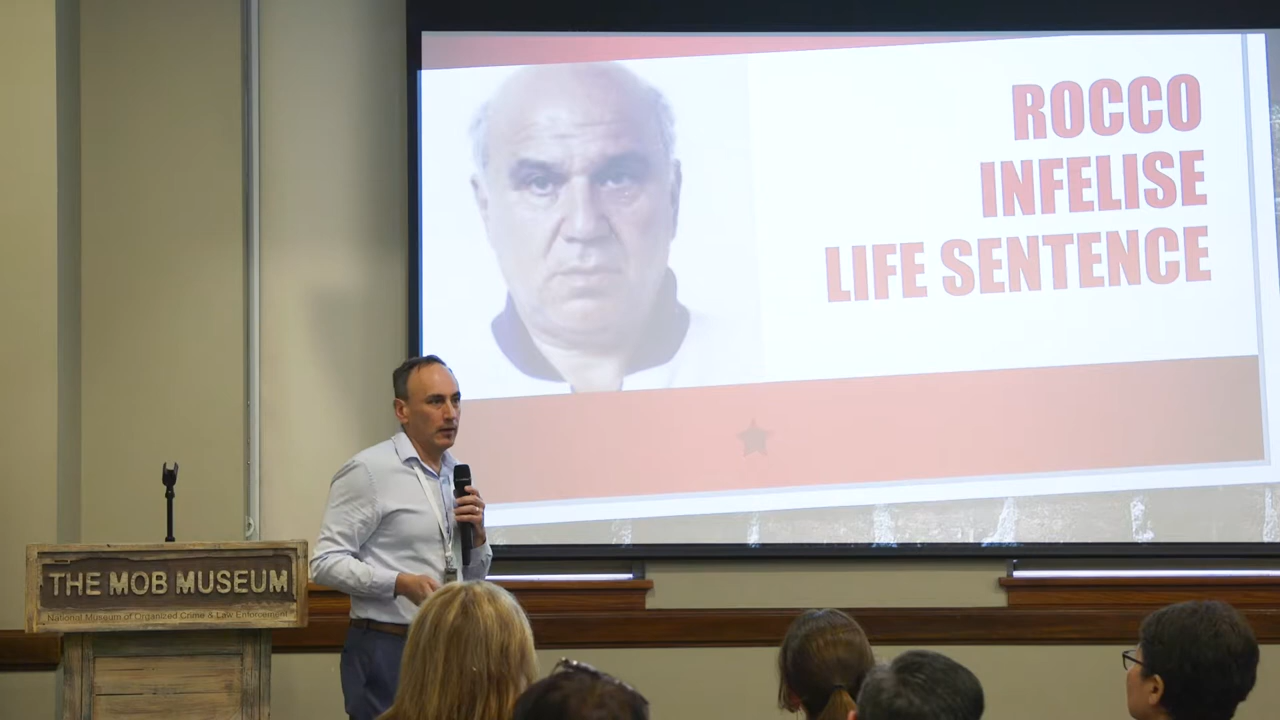 ROCCO
INFELISE
LIFE SENTENCE
THE MOB MUSEUM
National Museum of Organized Crime & Law Enforcement